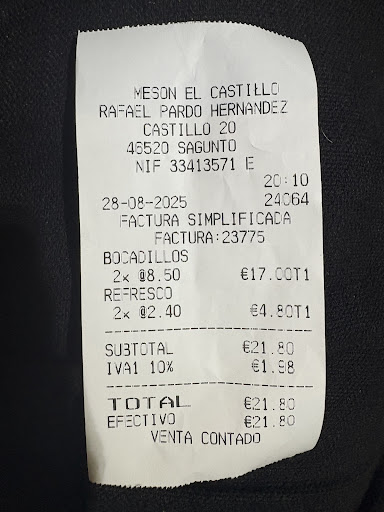 MESON EL CASTILLO
RAFAEL PARDO HERNANDEZ
CASTILLO 20
46520 SAGUNTO
NIF 33413571 E
20:10
28-08-2025 24064
FACTURA SIMPLIFICADA
FACTURA:23775
BOCADILLOS
2x @8.50 €17.00T1
REFRESCO
2x @2.40 €4.80T1
SUBTOTAL €21.80
IVA1 10% €1.98
TOTAL €21.80
EFECTIVO €21.80
VENTA CONTADO